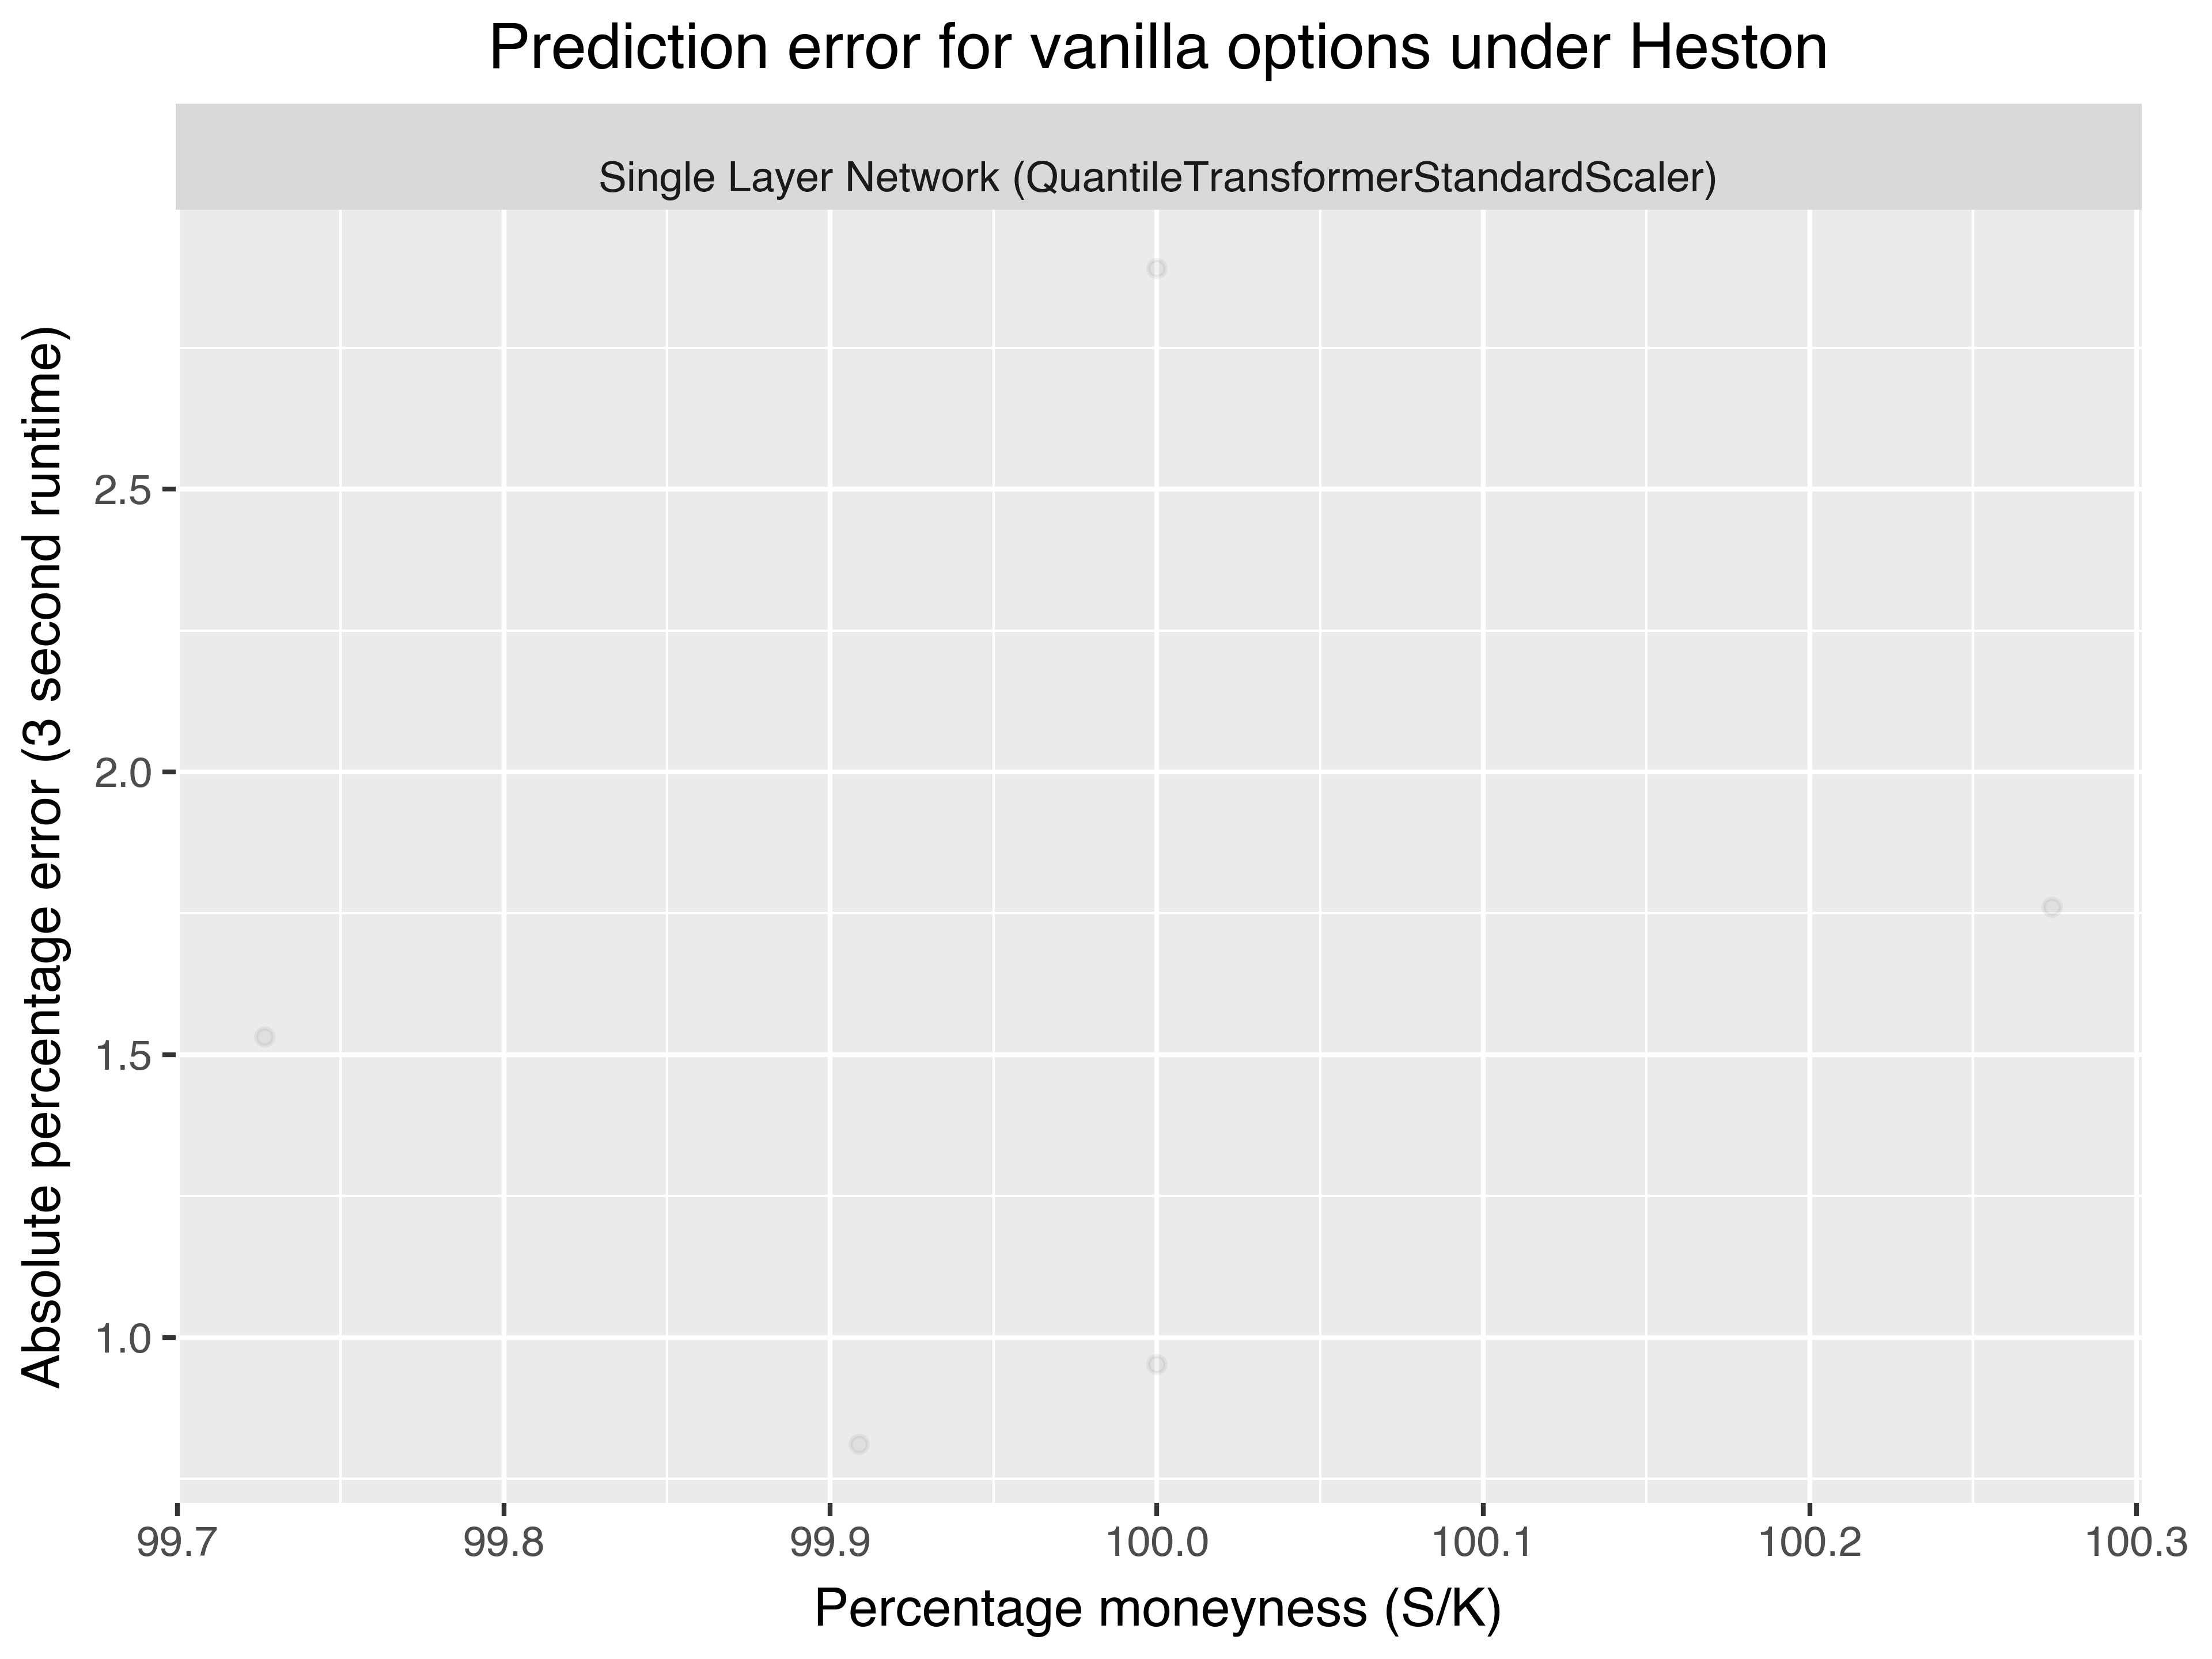 Prediction error for vanilla options under Heston
Single Layer Network (QuantileTransformerStandardScaler)
Absolute percentage error (3 second runtime)
2.5
2.0
1.5
1.0
99.7 99.8 99.9 100.0 100.1 100.2 100.3
Percentage moneyness (S/K)